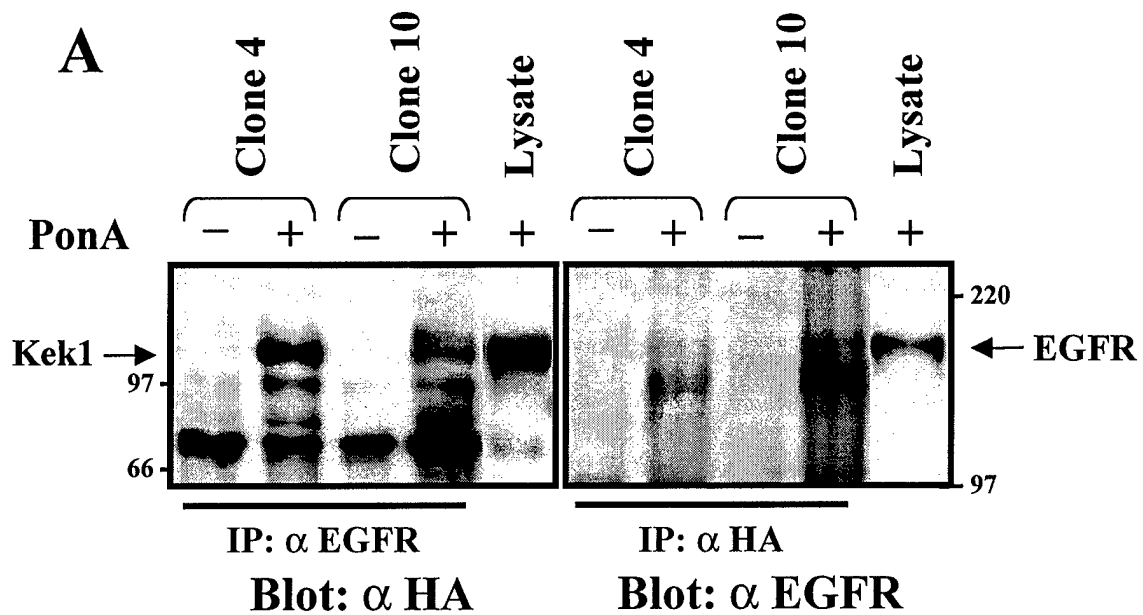 A
Clone 4
Clone 10
Lysate
Clone 4
Clone 10
Lysate
PonA − + − + + − + − + +
220
Kek1
EGFR
97
66
97
IP: α EGFR
IP: α HA
Blot: α HA
Blot: α EGFR